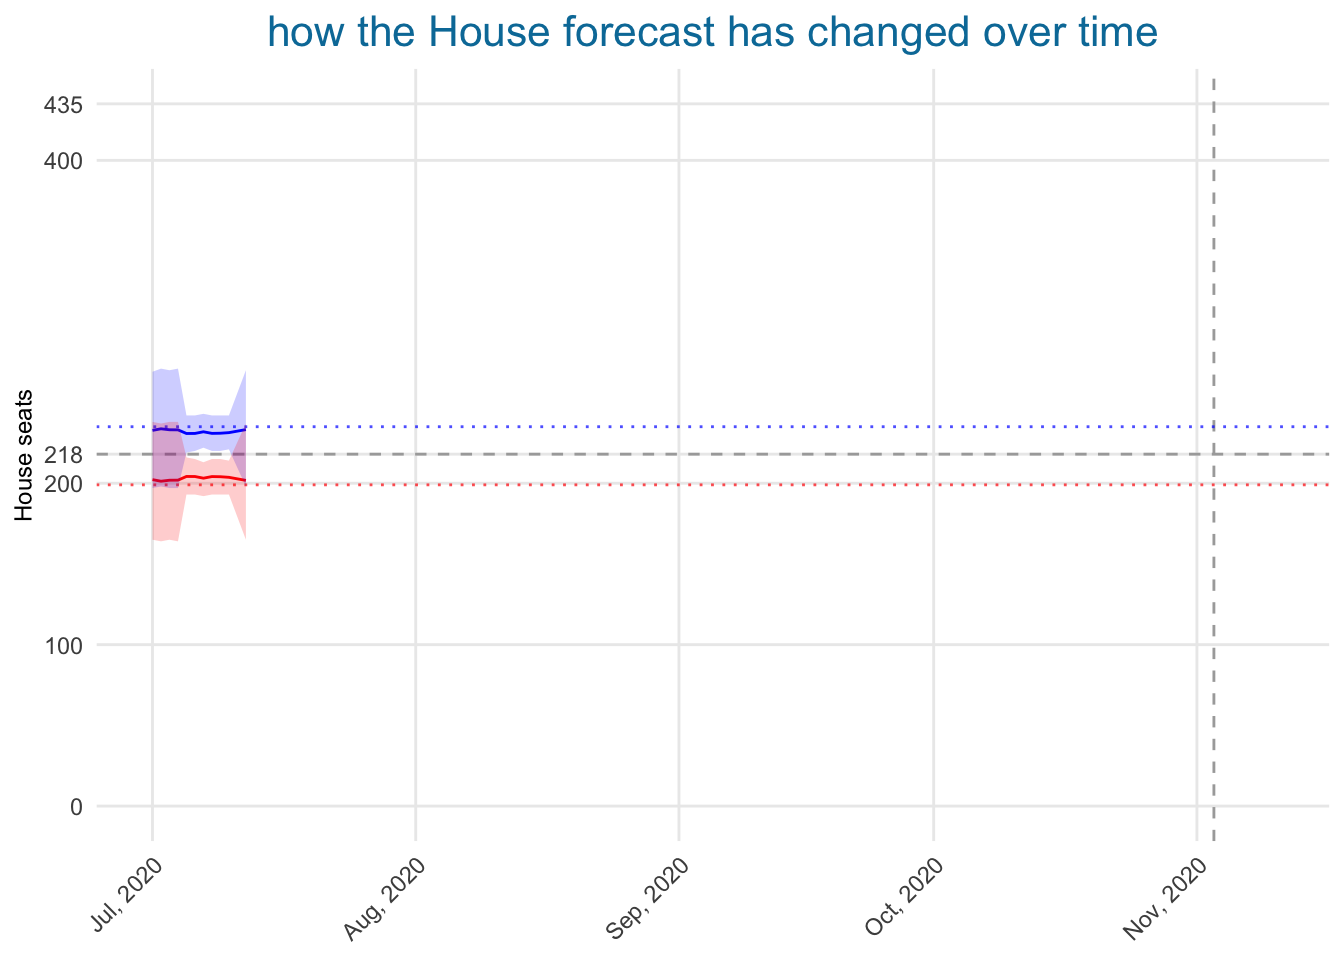 how the House forecast has changed over time
435
400
218
200
100
0
House seats
Jul, 2020
Aug, 2020
Sep, 2020
Oct, 2020
Nov, 2020